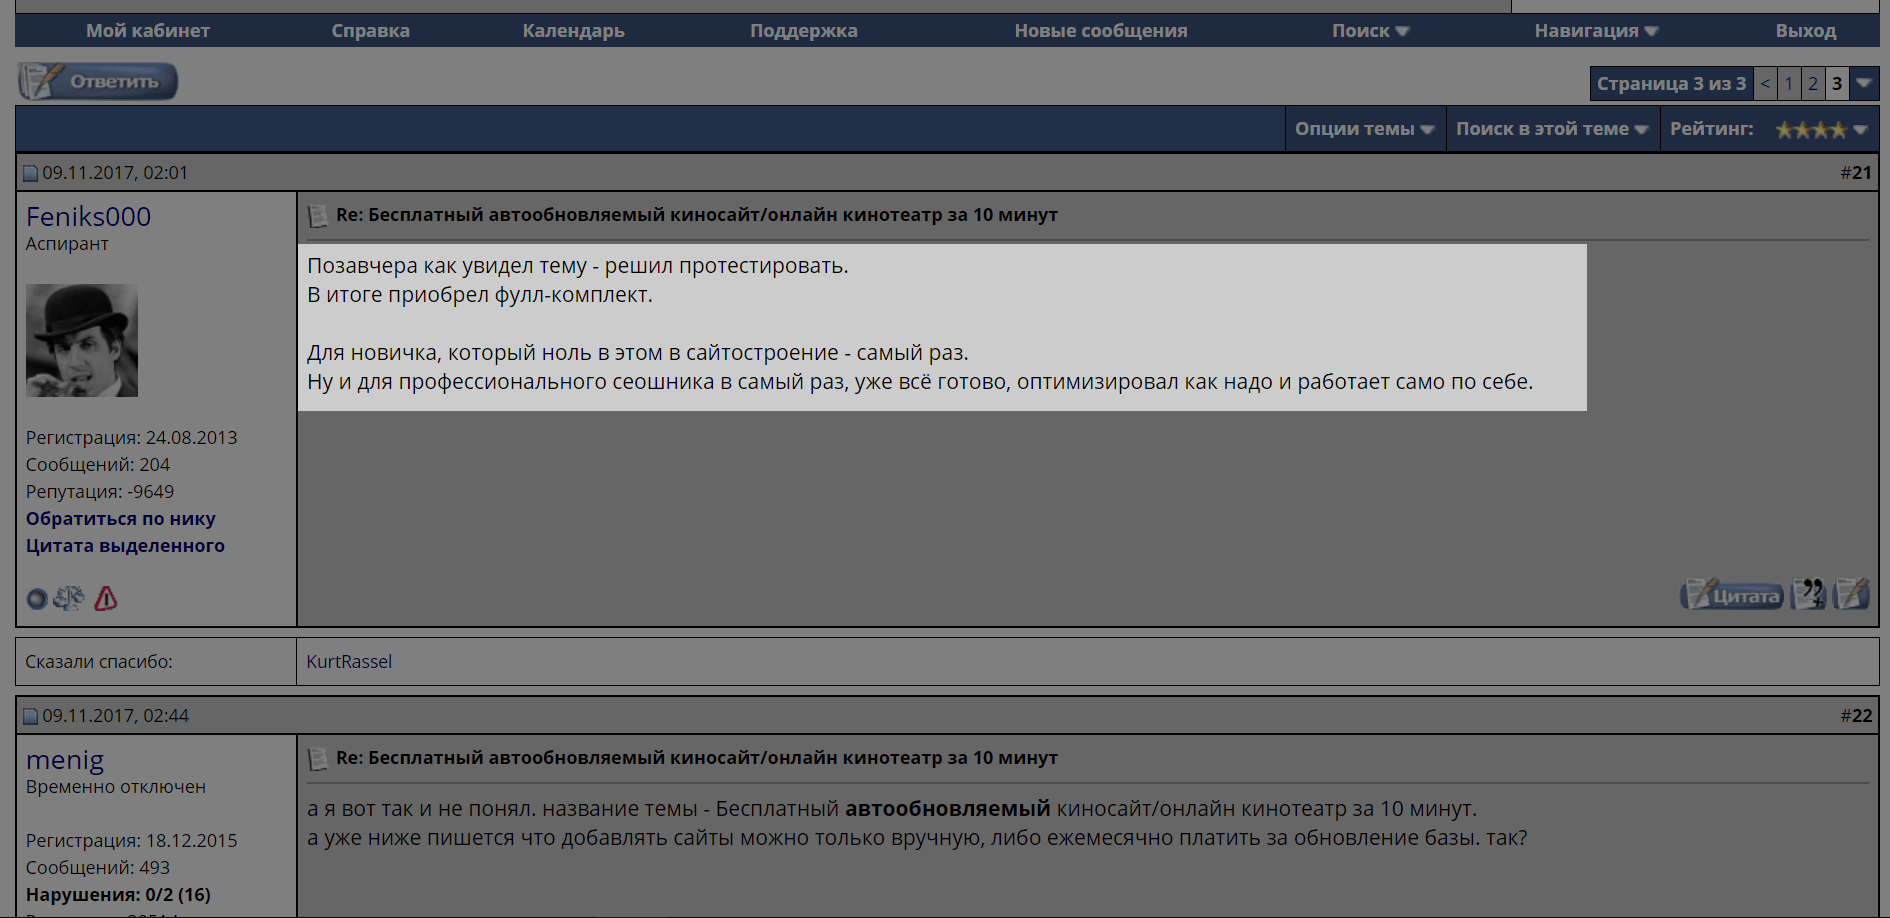 Мой кабинет
Справка
Календарь
Поддержка
Новые сообщения
Поиск
Навигация
Выход
Ответить
Страница 3 из 3 < 1 2 3
Опции темы
Поиск в этой теме
Рейтинг:
09.11.2017, 02:01
#21
Feniks000
Аспирант
Регистрация: 24.08.2013
Сообщений: 204
Репутация: -9649
Обратиться по нику
Цитата выделенного
Re: Бесплатный автообновляемый киносайт/онлайн кинотеатр за 10 минут
Позавчера как увидел тему - решил протестировать.
В итоге приобрел фулл-комплект.
Для новичка, который ноль в этом в сайтостроение - самый раз.
Ну и для профессионального сеошника в самый раз, уже всё готово, оптимизировал как надо и работает само по себе.
Цитата
Сказали спасибо:
KurtRassel
09.11.2017, 02:44
#22
menig
Временно отключен
Регистрация: 18.12.2015
Сообщений: 493
Нарушения: 0/2 (16)
Re: Бесплатный автообновляемый киносайт/онлайн кинотеатр за 10 минут
а я вот так и не понял. название темы - Бесплатный автообновляемый киносайт/онлайн кинотеатр за 10 минут.
а уже ниже пишется что добавлять сайты можно только вручную, либо ежемесячно платить за обновление базы. так?